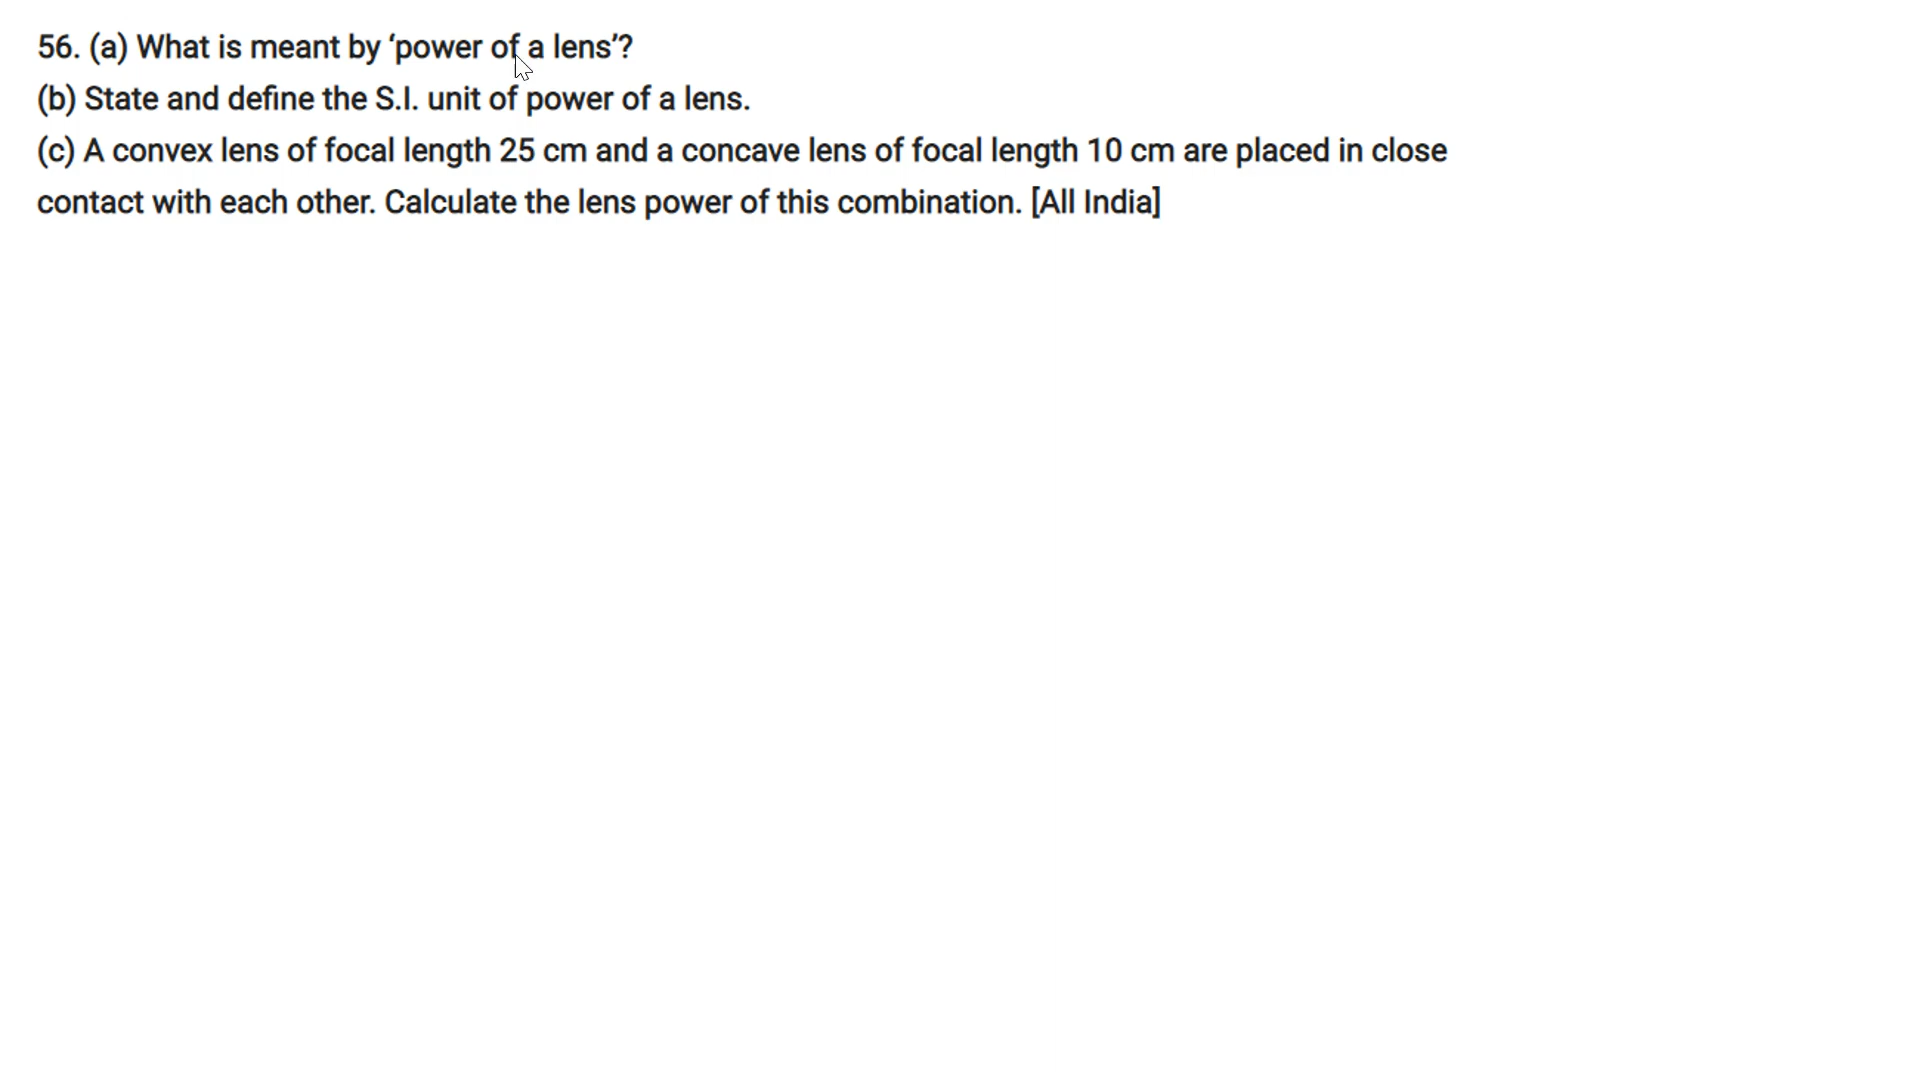 56. (a) What is meant by ‘power of a lens’?
(b) State and define the S.I. unit of power of a lens.
(c) A convex lens of focal length 25 cm and a concave lens of focal length 10 cm are placed in close
contact with each other. Calculate the lens power of this combination. [All India]